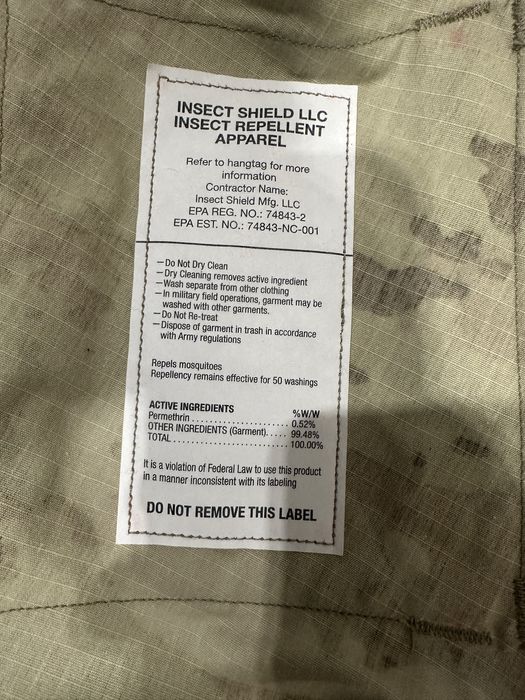 INSECT SHIELD LLC
INSECT REPELLENT
APPAREL
Refer to hangtag for more
information
Contractor Name:
Insect Shield Mfg. LLC
EPA REG. NO.: 74843-2
EPA EST. NO.: 74843-NC-001
– Do Not Dry Clean
– Dry Cleaning removes active ingredient
– Wash separate from other clothing
– In military field operations, garment may be
washed with other garments.
– Do Not Re-treat
– Dispose of garment in trash in accordance
with Army regulations
Repels mosquitoes
Repellency remains effective for 50 washings
ACTIVE INGREDIENTS %W/W
Permethrin . . . . . . . . . . . . . . . . . . . . . . 0.52%
OTHER INGREDIENTS (Garment). . . . . 99.48%
TOTAL . . . . . . . . . . . . . . . . . . . . . . . . . . 100.00%
It is a violation of Federal Law to use this product
in a manner inconsistent with its labeling
DO NOT REMOVE THIS LABEL